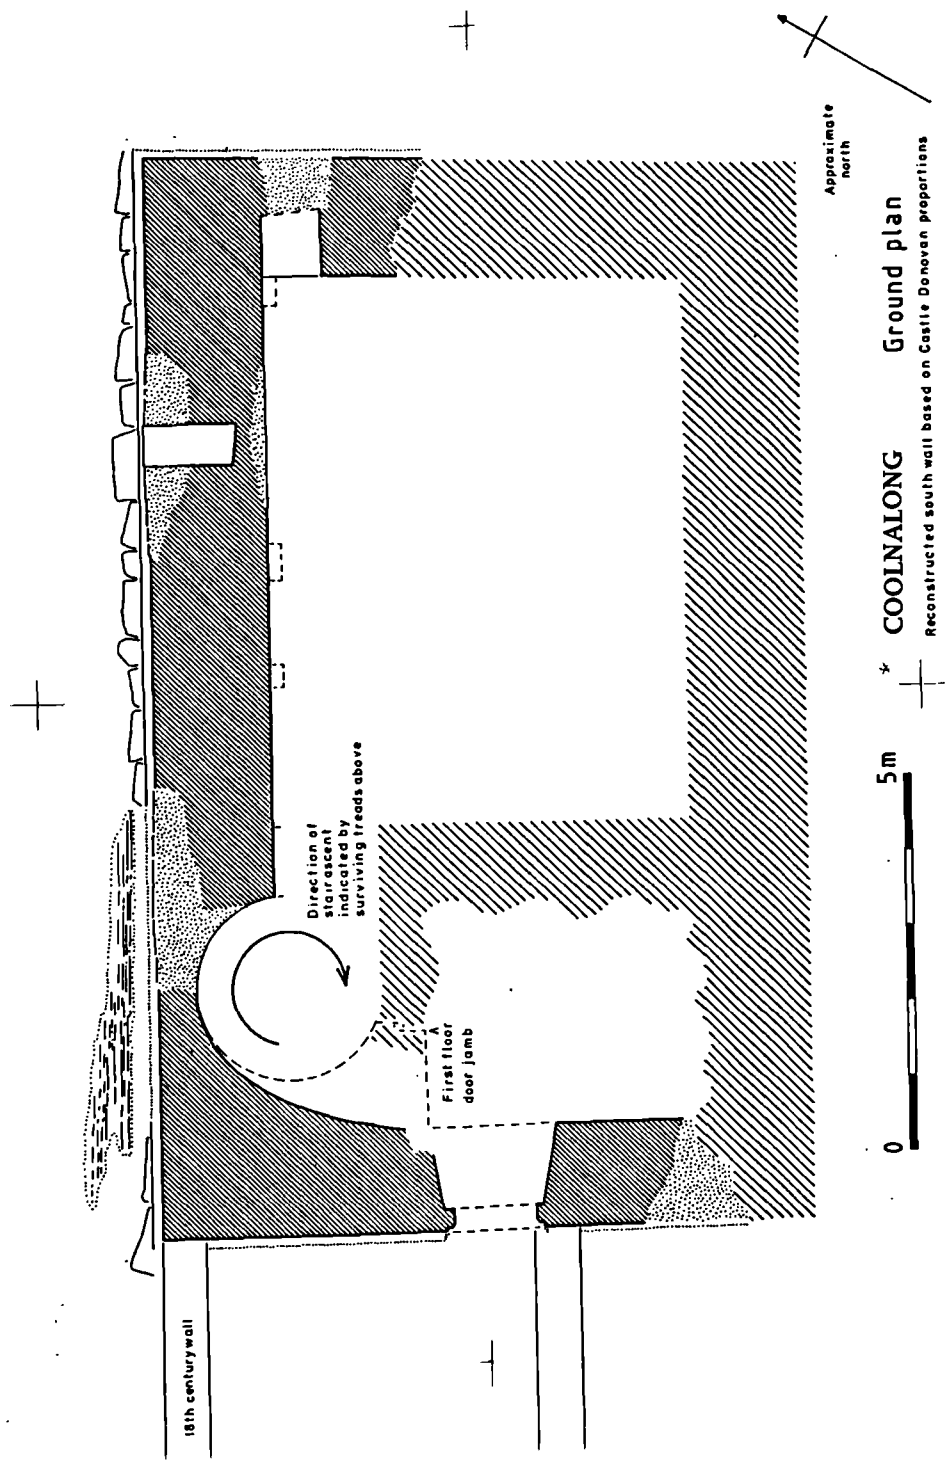 Approximate
north
* COOLNALONG Ground plan
Reconstructed south wall based on Castle Donovan proportions
Direction of
stair ascent
indicated by
surviving treads above
A
First floor
door jamb
18th century wall
0 5m